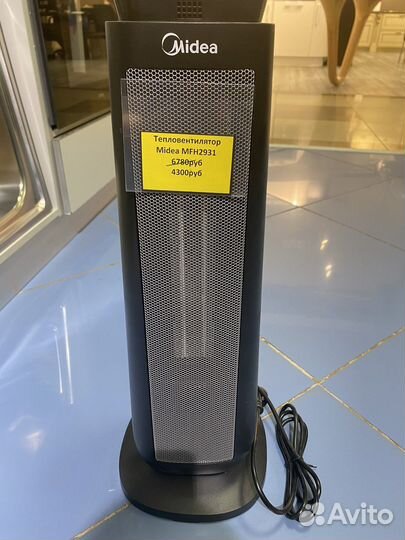 Midea
Тепловентилятор
Midea MFH2931
6780руб
4300руб
Avito